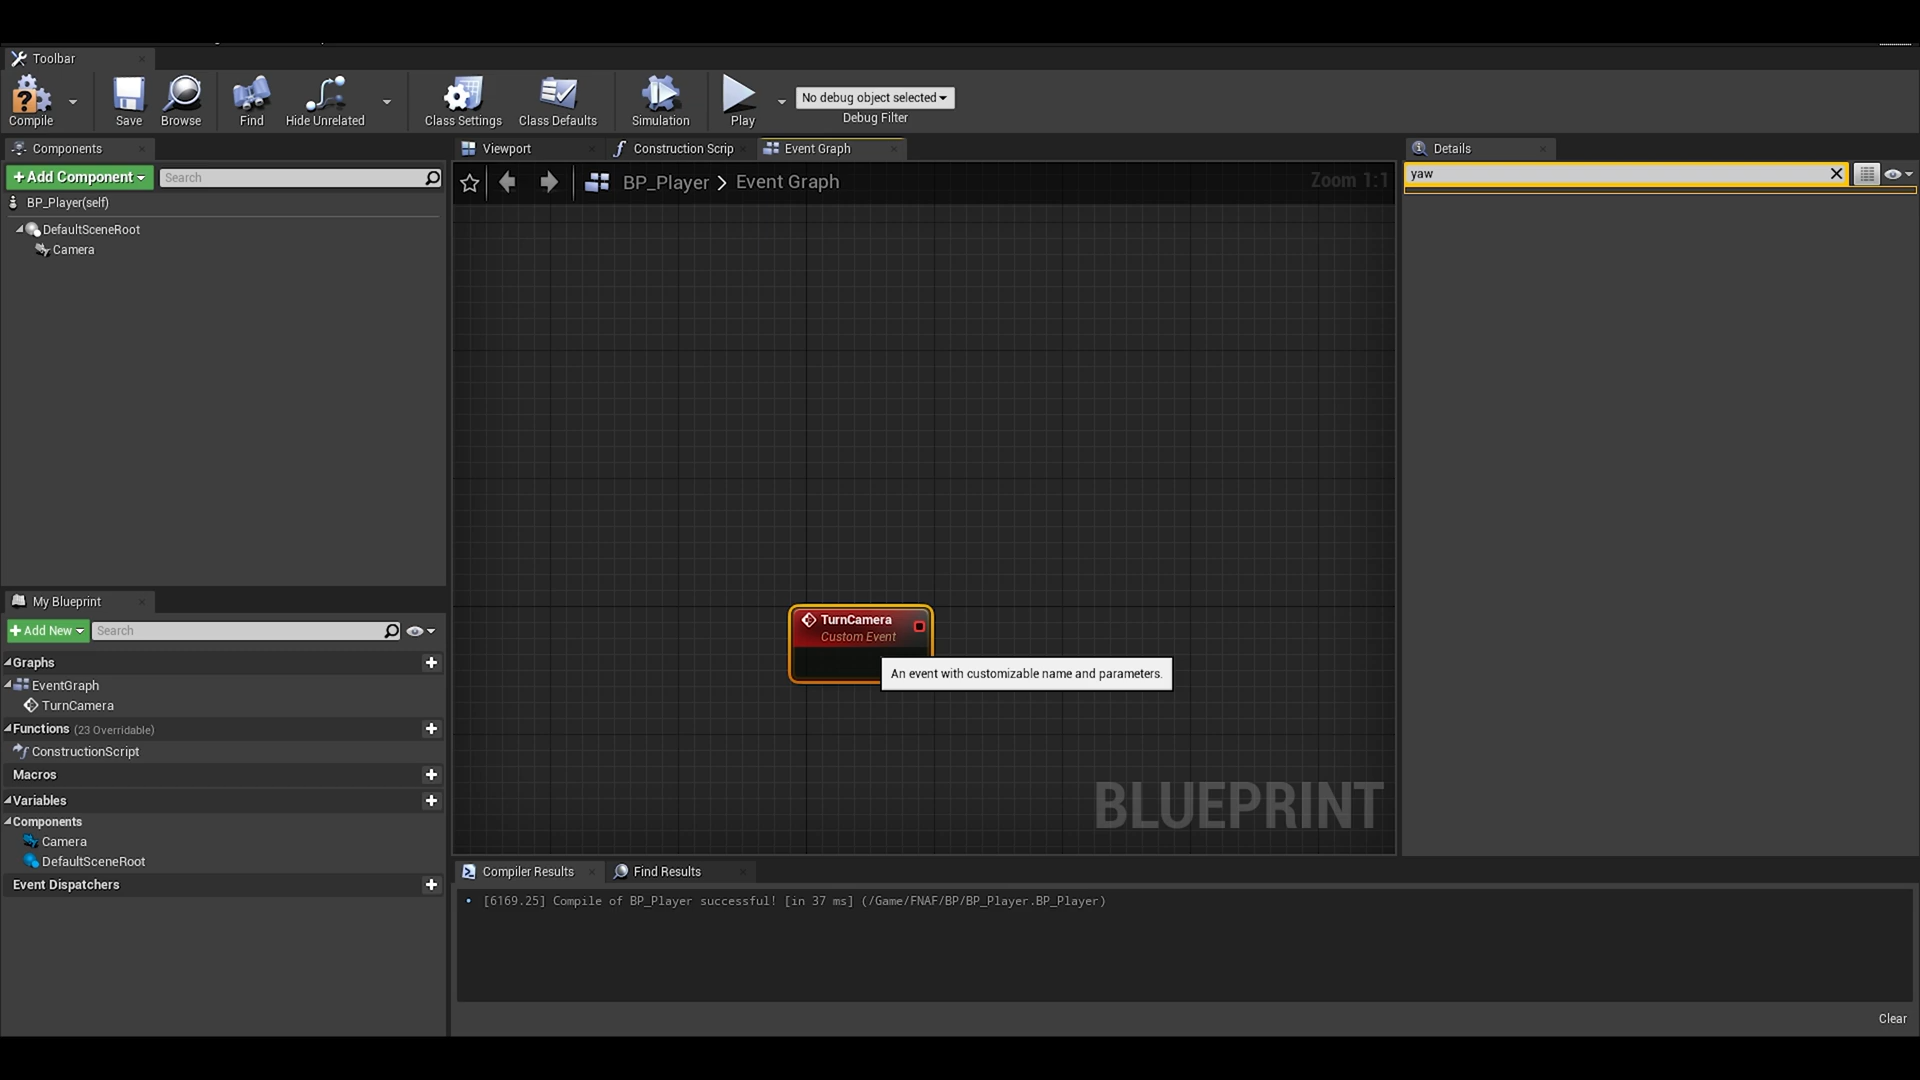 Toolbar
Compile
Save
Browse
Find
Hide Unrelated
Class Settings
Class Defaults
Simulation
Play
No debug object selected
Debug Filter
Components
Viewport
Construction Scrip
Event Graph
Details
+Add Component
Search
BP_Player > Event Graph
Zoom 1:1
yaw
BP_Player(self)
DefaultSceneRoot
Camera
TurnCamera
Custom Event
An event with customizable name and parameters.
BLUEPRINT
My Blueprint
+Add New
Search
Graphs
EventGraph
TurnCamera
Functions (23 Overridable)
ConstructionScript
Macros
Variables
Components
Camera
DefaultSceneRoot
Event Dispatchers
Compiler Results
Find Results
[6169.25] Compile of BP_Player successful! [in 37 ms] (/Game/FNAF/BP/BP_Player.BP_Player)
Clear